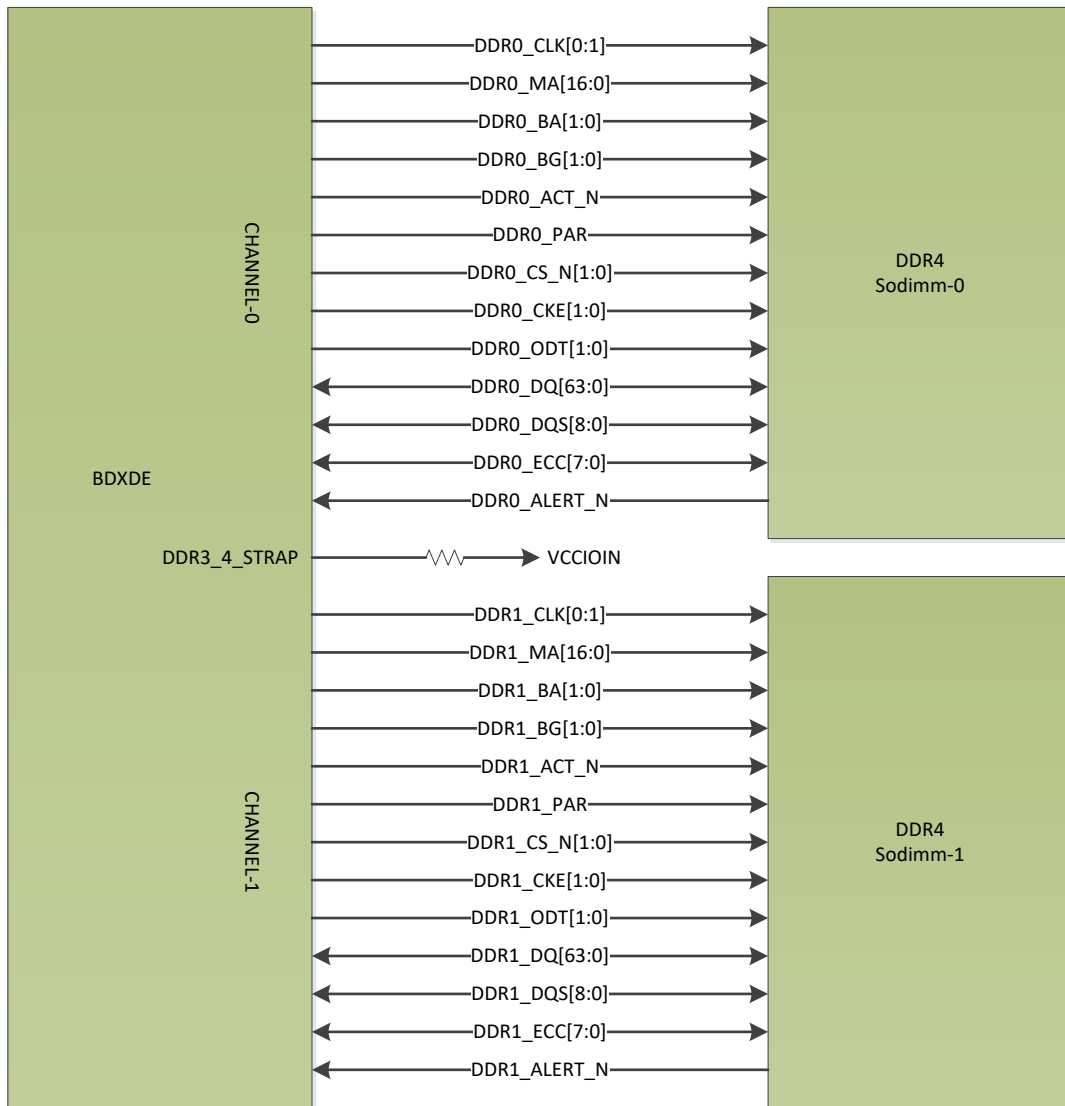 DDR0_CLK[0:1]
DDR0_MA[16:0]
DDR0_BA[1:0]
DDR0_BG[1:0]
DDR0_ACT_N
DDR0_PAR
DDR0_CS_N[1:0]
DDR0_CKE[1:0]
DDR0_ODT[1:0]
DDR0_DQ[63:0]
DDR0_DQS[8:0]
DDR0_ECC[7:0]
DDR0_ALERT_N
CHANNEL-0
DDR4
Sodimm-0
BDXDE
DDR3_4_STRAP
VCCIOIN
DDR1_CLK[0:1]
DDR1_MA[16:0]
DDR1_BA[1:0]
DDR1_BG[1:0]
DDR1_ACT_N
DDR1_PAR
DDR1_CS_N[1:0]
DDR1_CKE[1:0]
DDR1_ODT[1:0]
DDR1_DQ[63:0]
DDR1_DQS[8:0]
DDR1_ECC[7:0]
DDR1_ALERT_N
CHANNEL-1
DDR4
Sodimm-1